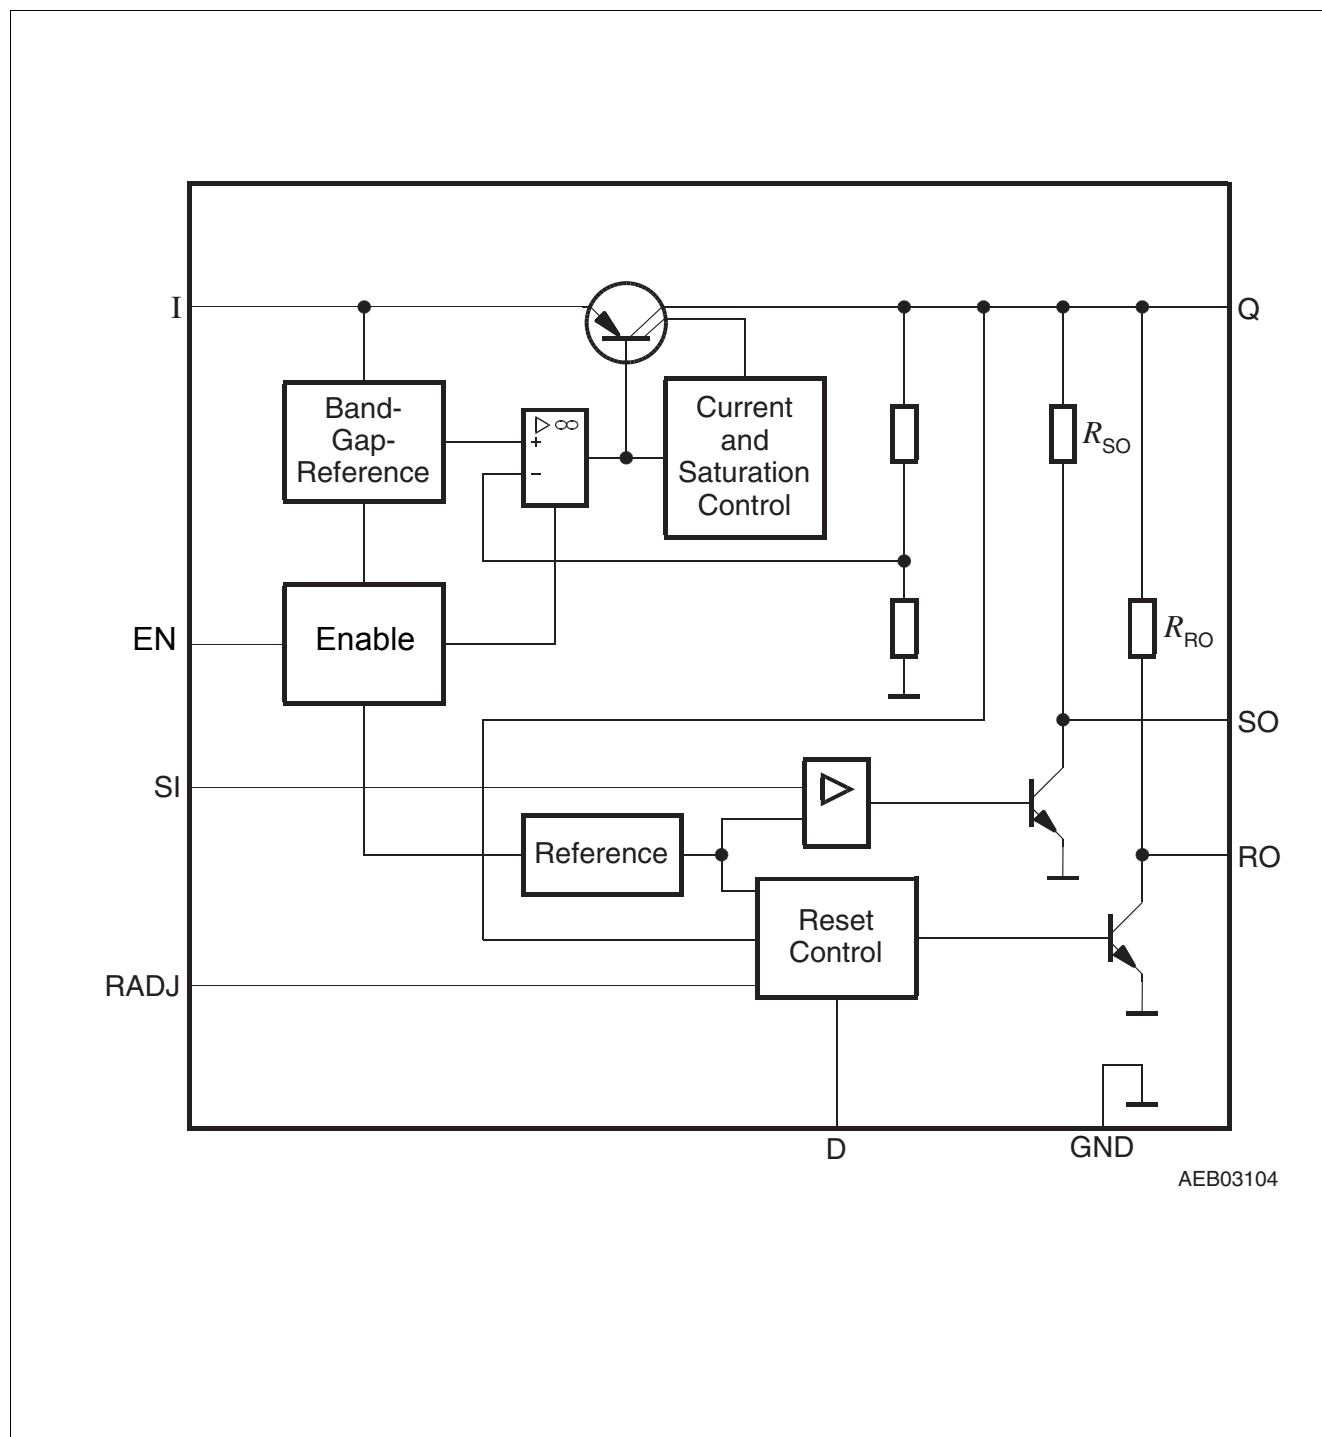 I
Q
Band-
Gap-
Reference
▷ ∞
+
−
Current
and
Saturation
Control
RSO
EN
Enable
RRO
SO
SI
Reference
RO
Reset
Control
RADJ
D
GND
AEB03104